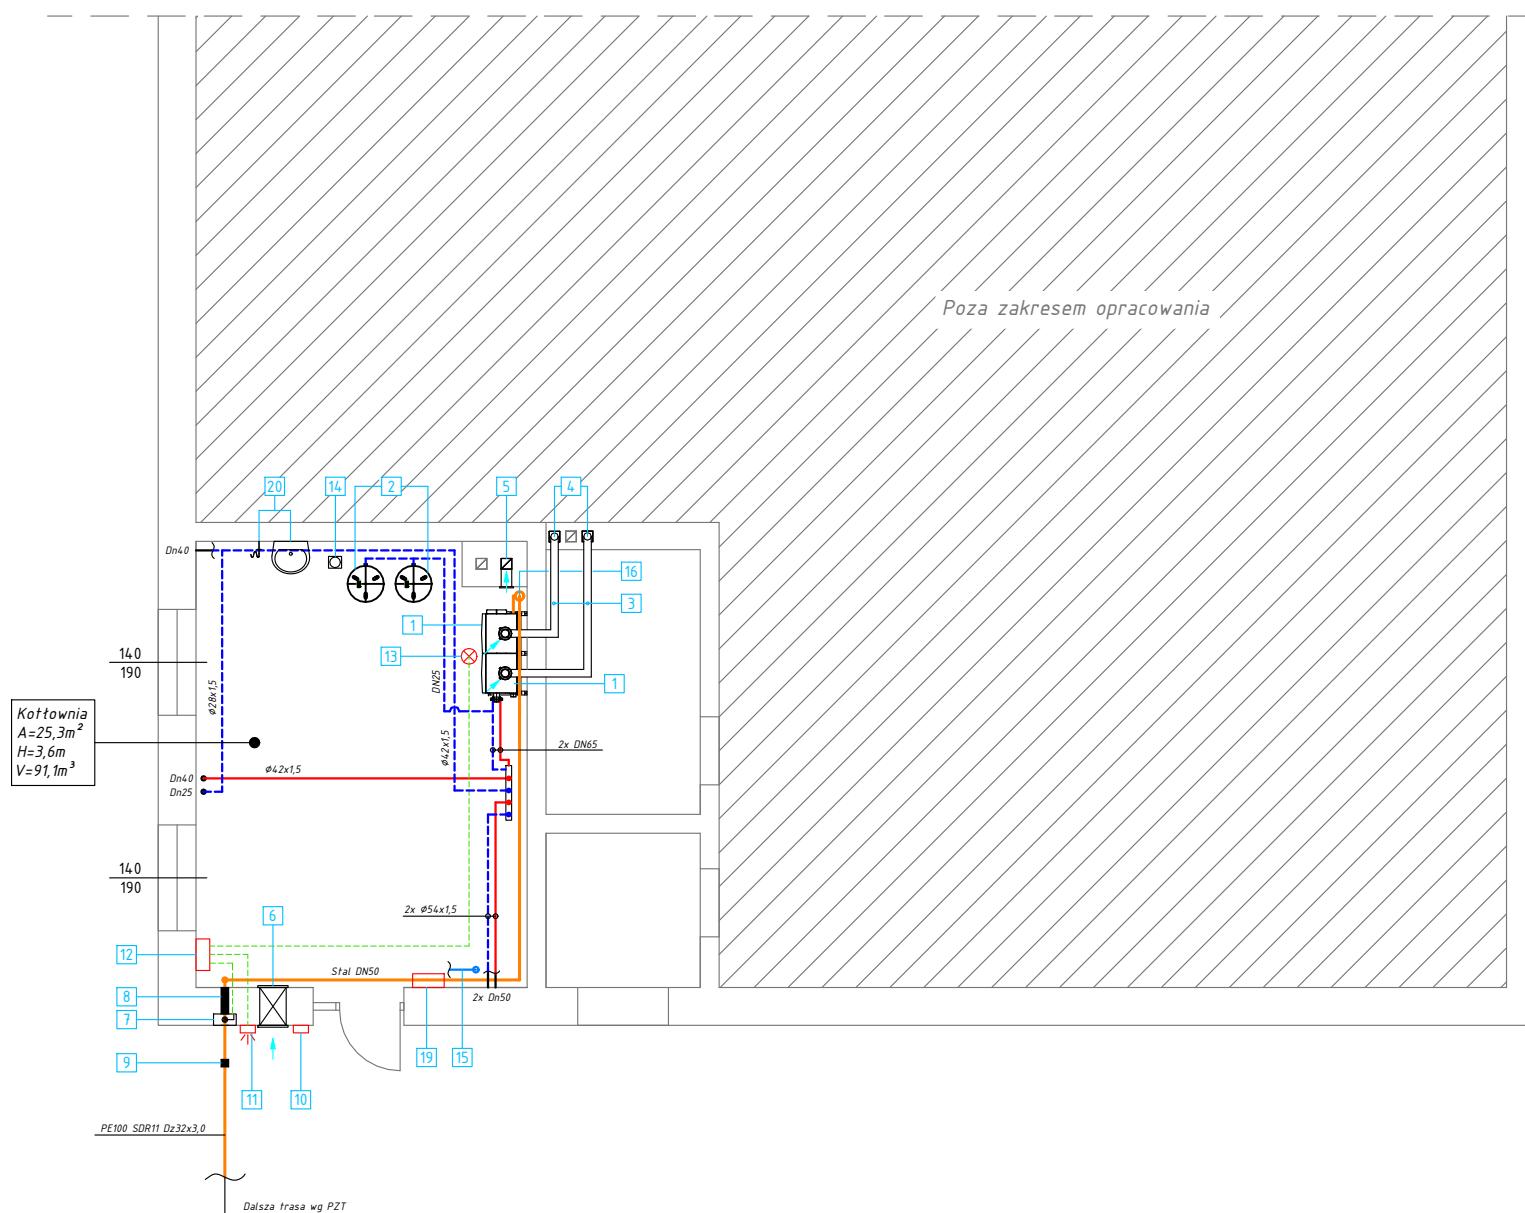 Poza zakresem opracowania
20
14
2
5
4
Dn40
16
3
1
13
140
190
DN25
Ø28x1,5
1
Kotłownia
A=25,3m²
H=3,6m
V=91,1m³
Ø42x1,5
2x DN65
Ø42x1,5
Dn40
Dn25
140
190
2x Ø54x1,5
6
12
Stal DN50
8
2x Dn50
7
9
19
15
11
10
PE100 SDR11 Dz32x3,0
Dalsza trasa wg PZT